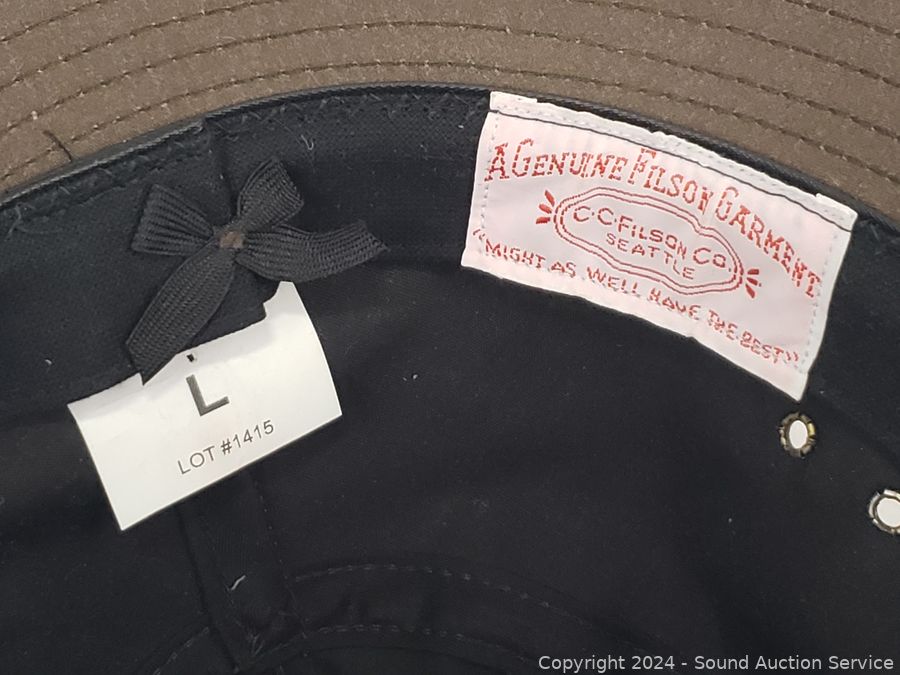 A GENUINE FILSON GARMENT
C.C. FILSON CO.
SEATTLE
"MIGHT AS WELL HAVE THE BEST"
L
LOT #1415
Copyright © 2024 - Sound Auction Service